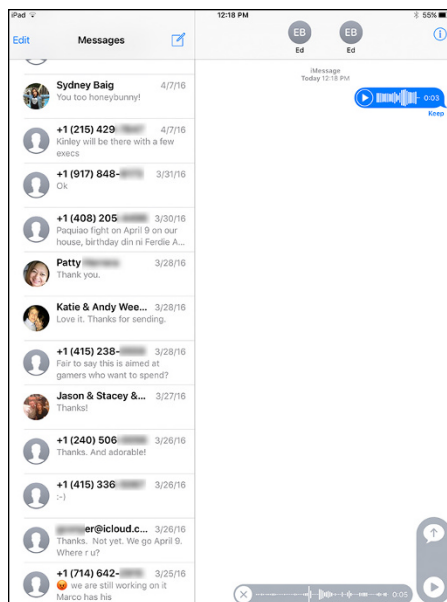 iPad
12:18 PM
55%
Edit
Messages
EB
EB
Ed
Ed
iMessage
Today 12:18 PM
0:03
Keep
Sydney Baig
4/7/16
You too honeybunny!
+1 (215) 429
4/7/16
Kinley will be there with a few
execs
+1 (917) 848-
3/31/16
Ok
+1 (408) 205
3/30/16
Paquiao fight on April 9 on our
house, birthday din ni Ferdie A...
Patty
3/28/16
Thank you.
Katie & Andy Wee...
3/28/16
Love it. Thanks for sending.
+1 (415) 238-
3/28/16
Fair to say this is aimed at
gamers who want to spend?
Jason & Stacey &...
3/27/16
Thanks!
+1 (240) 506
3/26/16
Thanks. And adorable!
+1 (415) 336
3/26/16
:-)
er@icloud.c...
3/26/16
Thanks. Not yet. We go April 9.
Where r u?
+1 (714) 642-
3/25/16
😡 we are still working on it
Marco has his
0:05